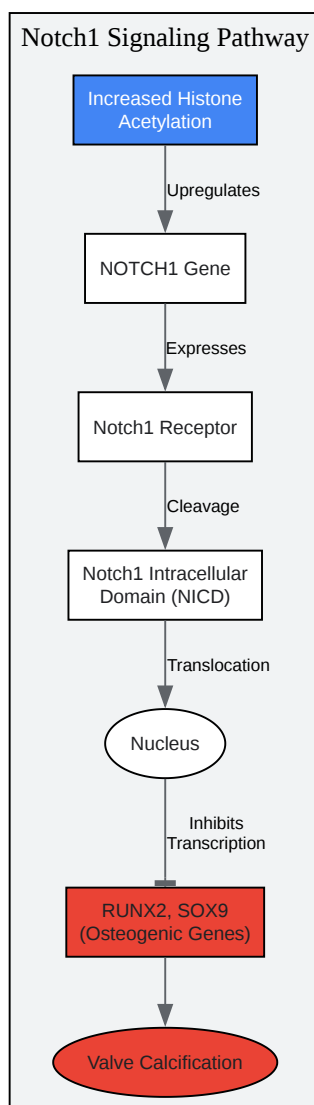 Notch1 Signaling Pathway
Increased Histone
Acetylation
Upregulates
NOTCH1 Gene
Expresses
Notch1 Receptor
Cleavage
Notch1 Intracellular
Domain (NICD)
Translocation
Nucleus
Inhibits
Transcription
RUNX2, SOX9
(Osteogenic Genes)
Valve Calcification